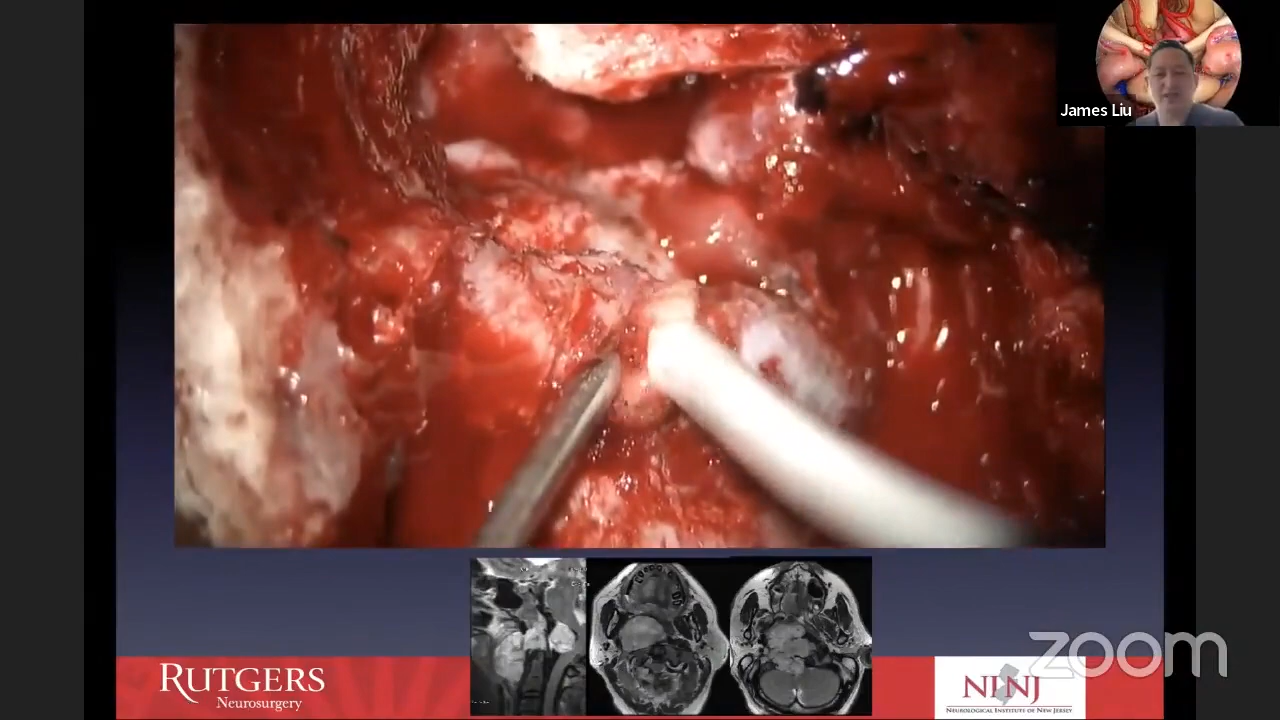 James Liu
RUTGERS
Neurosurgery
NINJ
NEUROLOGICAL INSTITUTE OF NEW JERSEY
zoom